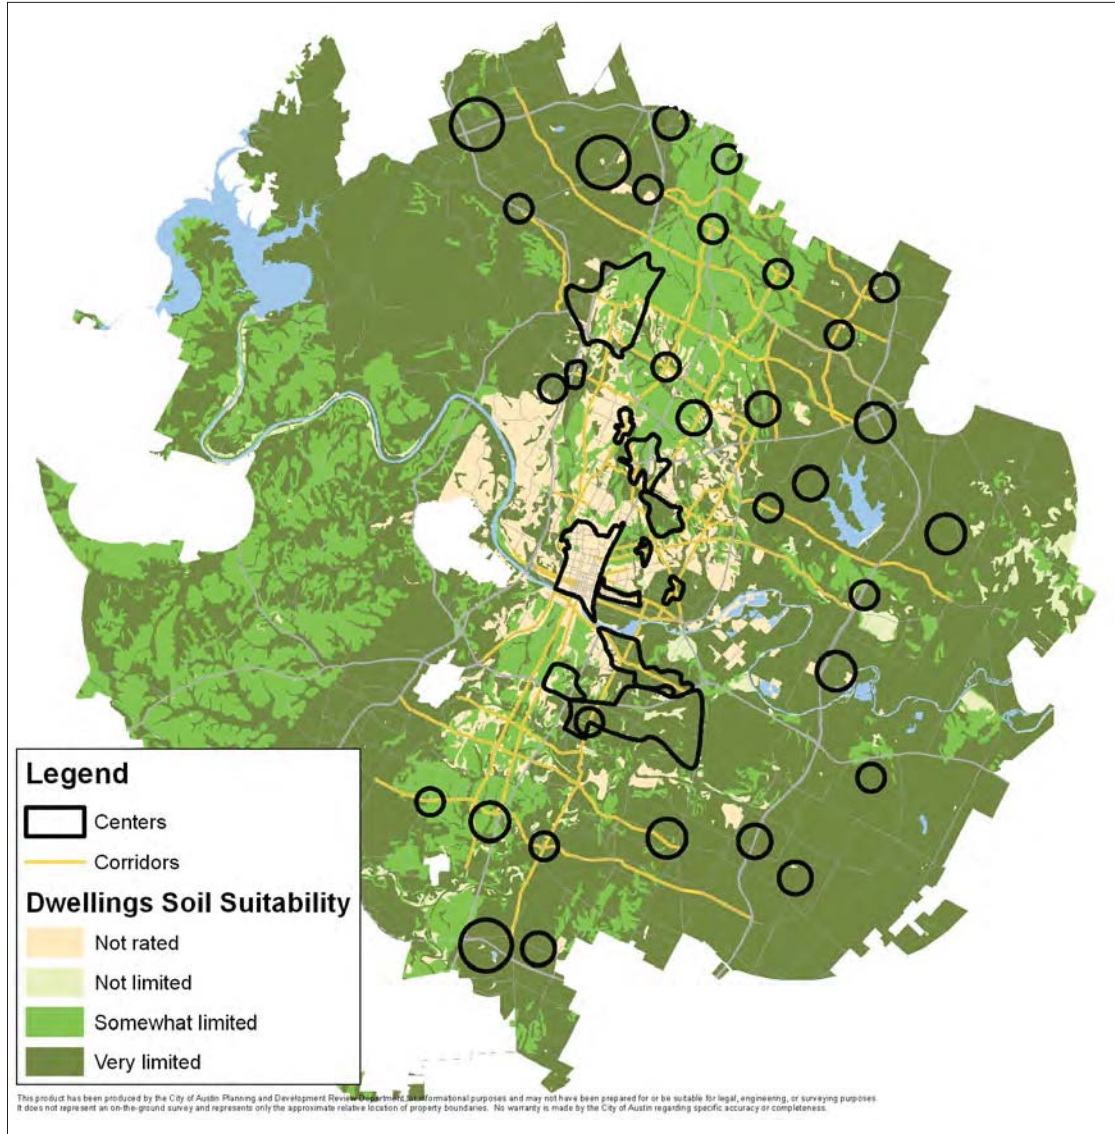 Legend
Centers
Corridors
Dwellings Soil Suitability
Not rated
Not limited
Somewhat limited
Very limited
This product has been produced by the City of Austin Planning and Development Review Department for informational purposes and may not have been prepared for or be suitable for legal, engineering, or surveying purposes.
It does not represent an on-the-ground survey and represents only the approximate relative location of property boundaries. No warranty is made by the City of Austin regarding specific accuracy or completeness.